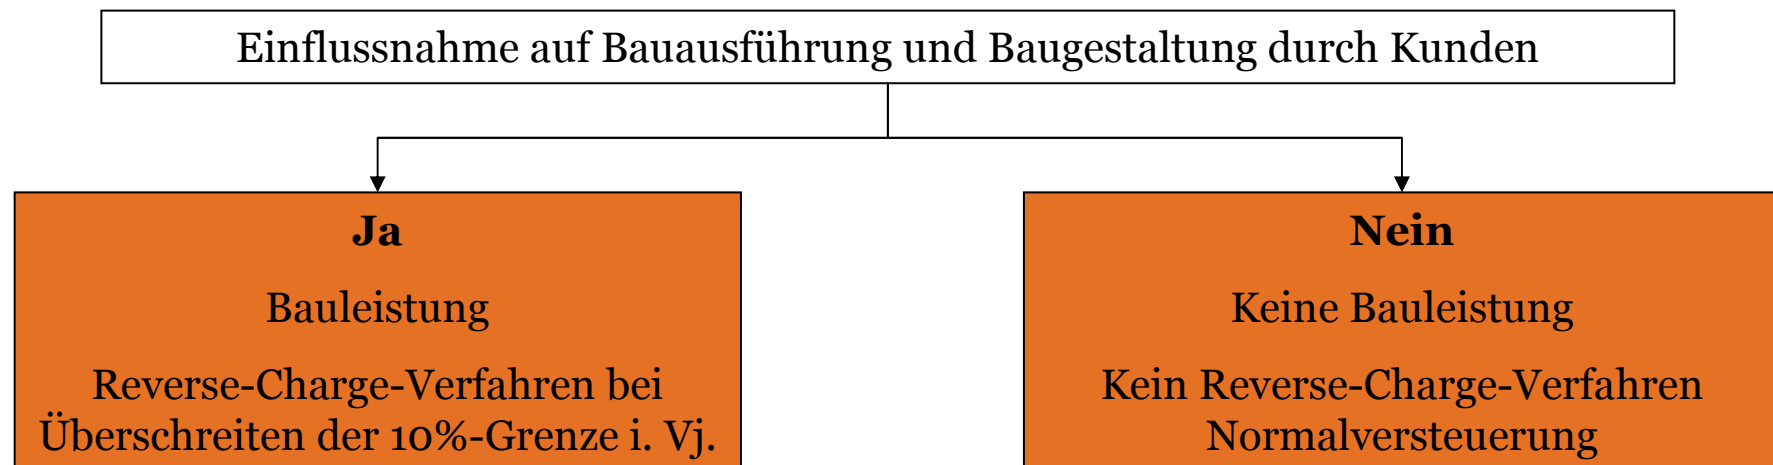 Einflussnahme auf Bauausführung und Baugestaltung durch Kunden
Ja
Bauleistung
Reverse-Charge-Verfahren bei
Überschreiten der 10%-Grenze i. Vj.
Nein
Keine Bauleistung
Kein Reverse-Charge-Verfahren
Normalversteuerung